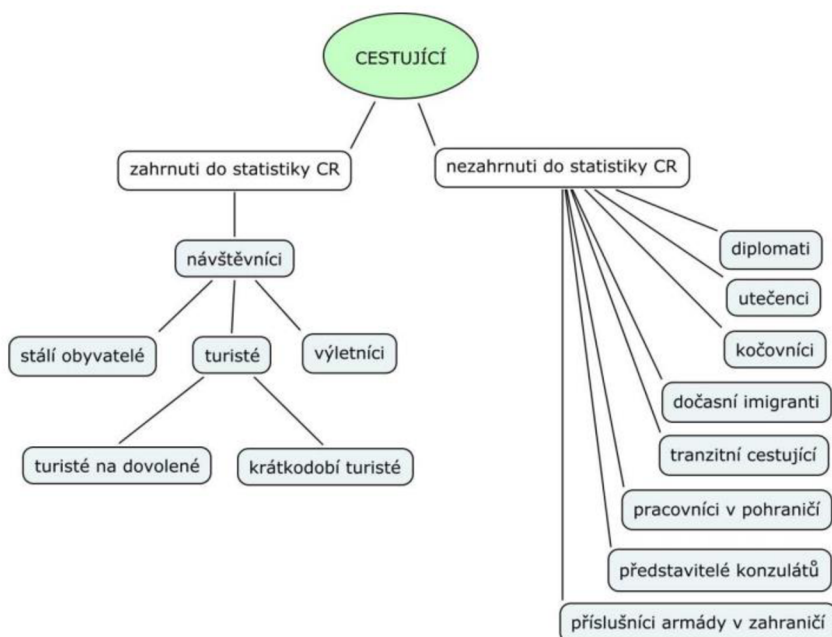 CESTUJÍCÍ
zahrnuti do statistiky CR
nezahrnuti do statistiky CR
návštěvníci
stálí obyvatelé
turisté
výletníci
turisté na dovolené
krátkodobí turisté
diplomati
utečenci
kočovníci
dočasní imigranti
tranzitní cestující
pracovníci v pohraničí
představitelé konzulátů
příslušníci armády v zahraničí